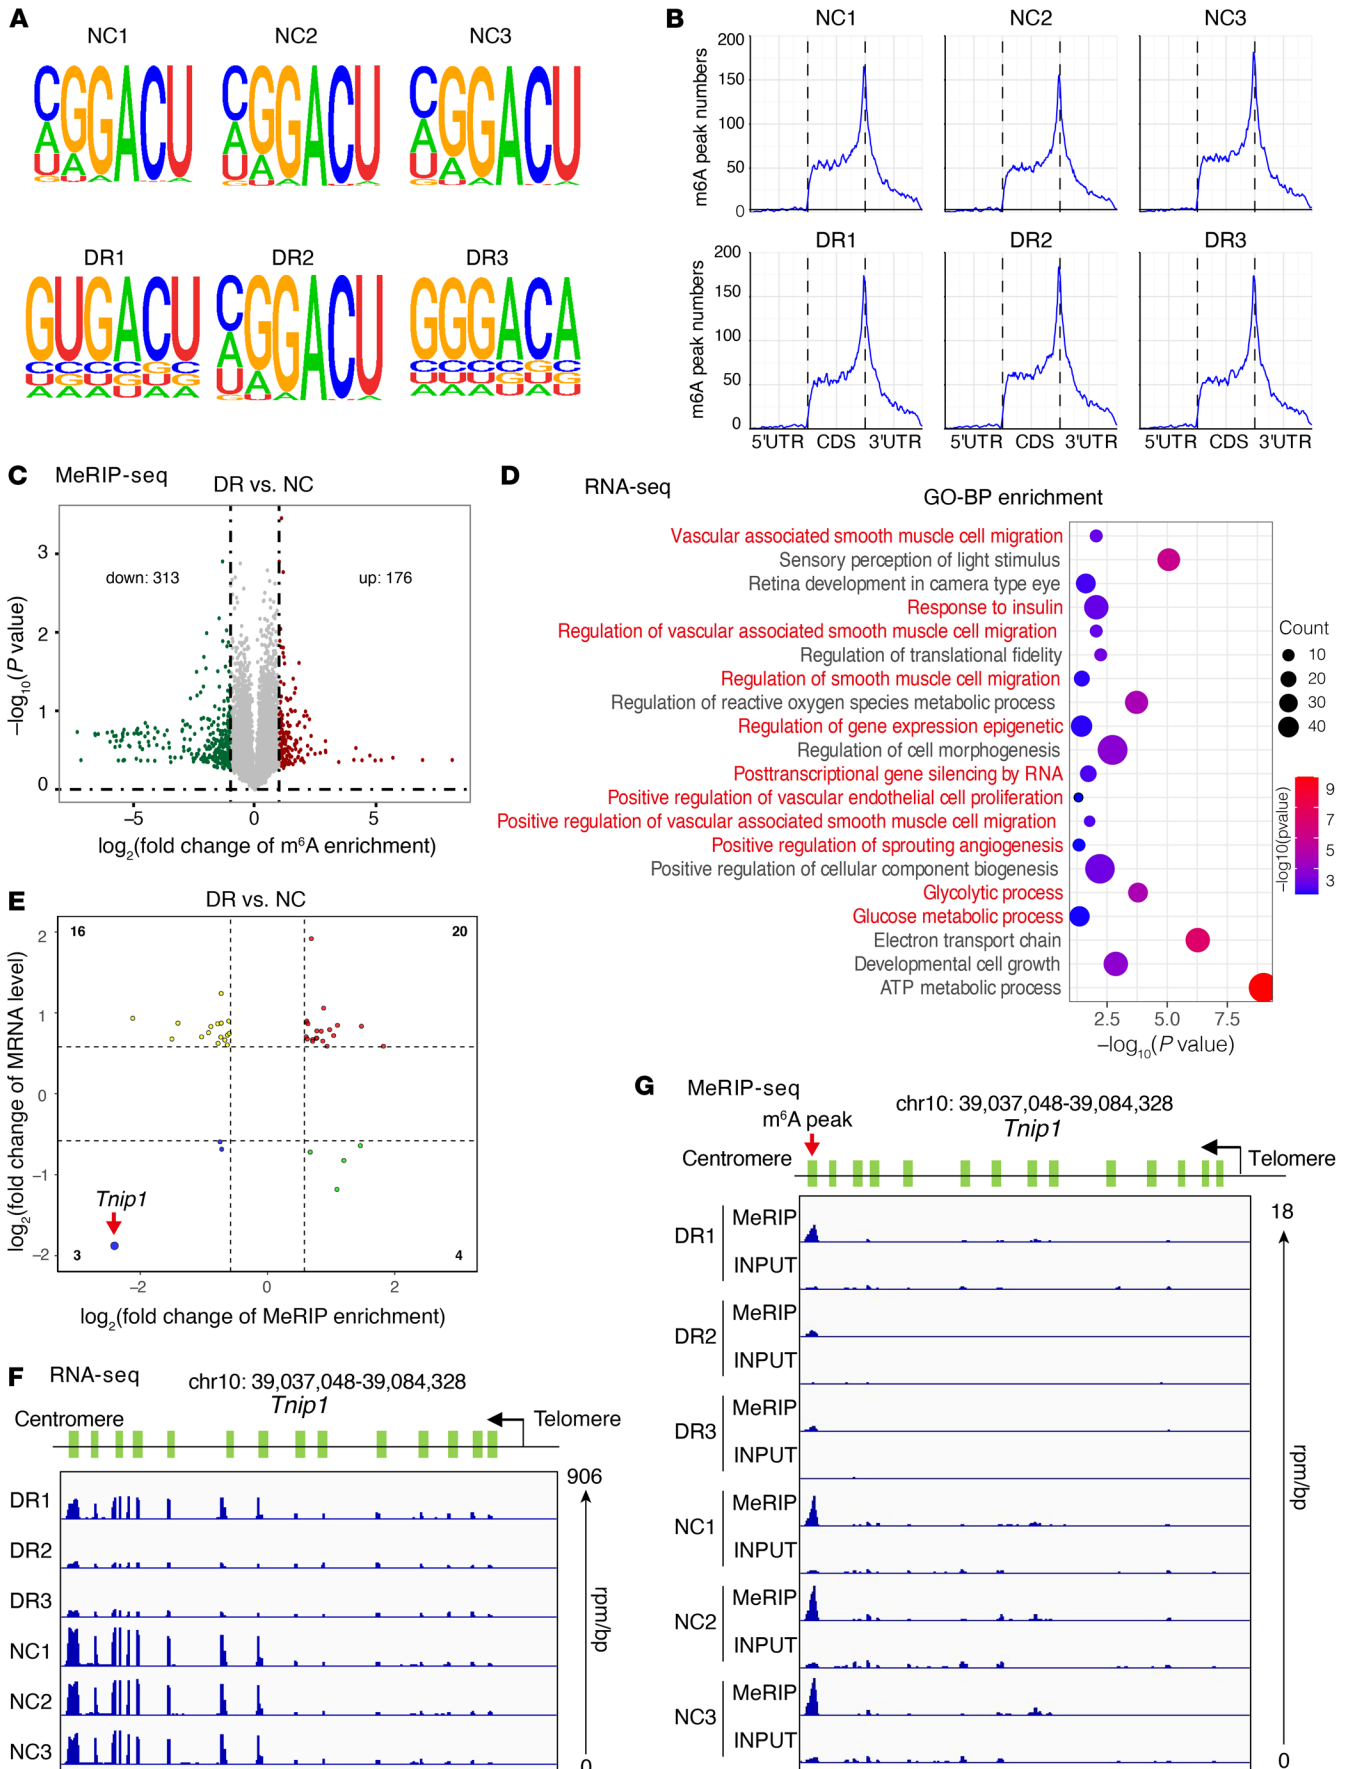 A
NC1 NC2 NC3
CGGACU CGGACU CGGACU
DR1 DR2 DR3
GUGACU CGGACU GGGACA
B
NC1 NC2 NC3
m6A peak numbers
200
150
100
50
0
DR1 DR2 DR3
m6A peak numbers
200
150
100
50
0
5'UTR CDS 3'UTR 5'UTR CDS 3'UTR 5'UTR CDS 3'UTR
C MeRIP-seq
DR vs. NC
down: 313 up: 176
–log10(P value)
3
2
1
0
–5 0 5
log2(fold change of m6A enrichment)
D RNA-seq
GO-BP enrichment
Vascular associated smooth muscle cell migration
Sensory perception of light stimulus
Retina development in camera type eye
Response to insulin
Regulation of vascular associated smooth muscle cell migration
Regulation of translational fidelity
Regulation of smooth muscle cell migration
Regulation of reactive oxygen species metabolic process
Regulation of gene expression epigenetic
Regulation of cell morphogenesis
Posttranscriptional gene silencing by RNA
Positive regulation of vascular endothelial cell proliferation
Positive regulation of vascular associated smooth muscle cell migration
Positive regulation of sprouting angiogenesis
Positive regulation of cellular component biogenesis
Glycolytic process
Glucose metabolic process
Electron transport chain
Developmental cell growth
ATP metabolic process
2.5 5.0 7.5
–log10(P value)
Count
10
20
30
40
–log10(pvalue)
9
7
5
3
E
DR vs. NC
16 20
log2(fold change of MRNA level)
2
1
0
–1
–2
Tnip1
3 4
–2 0 2
log2(fold change of MeRIP enrichment)
F RNA-seq
chr10: 39,037,048-39,084,328
Tnip1
Centromere Telomere
906
DR1
DR2
DR3
NC1
NC2
NC3
rpm/bp
0
G MeRIP-seq
chr10: 39,037,048-39,084,328
m6A peak
Tnip1
Centromere Telomere
18
DR1 MeRIP
INPUT
DR2 MeRIP
INPUT
DR3 MeRIP
INPUT
NC1 MeRIP
INPUT
NC2 MeRIP
INPUT
NC3 MeRIP
INPUT
rpm/bp
0